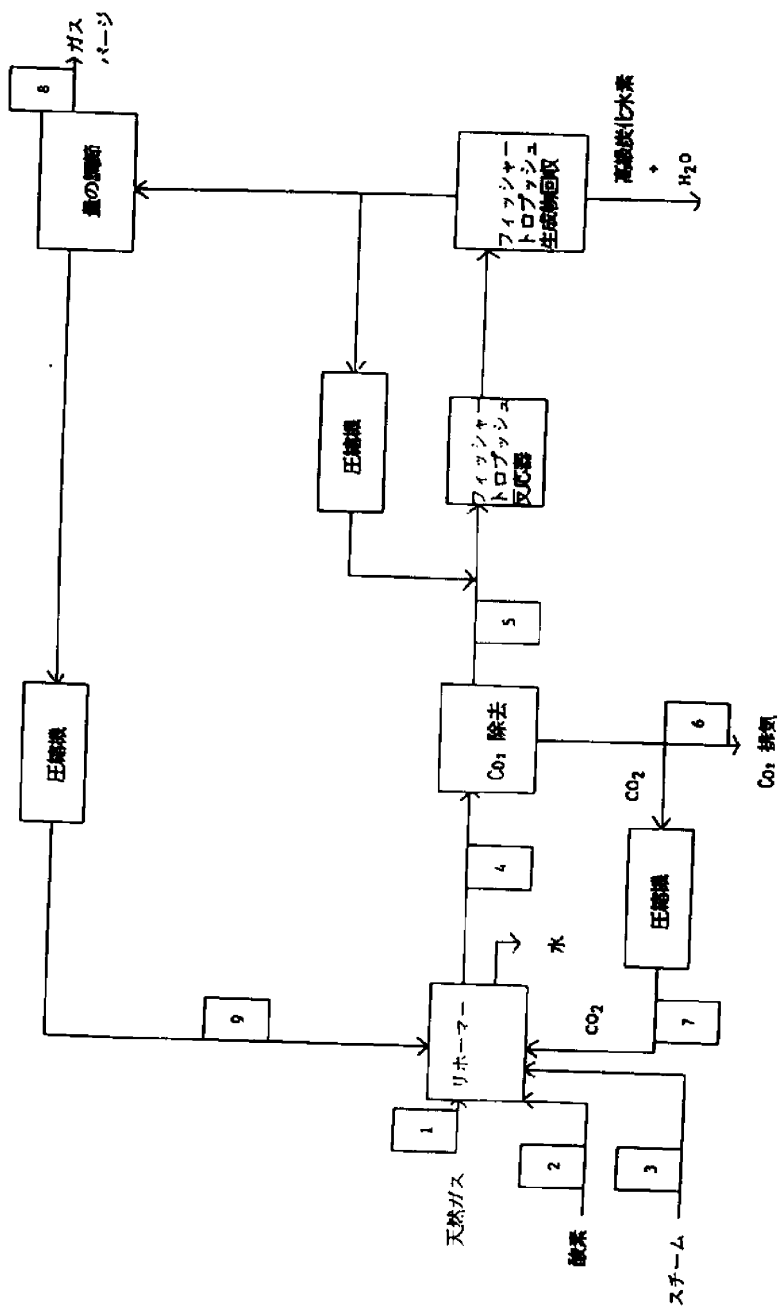 8
ガス
パージ
量の調節
圧縮機
圧縮機
9
フィッシャー
トロプッシュ
生成物回収
高級炭化水素
+
H₂O
フィッシャー
トロプッシュ
反応器
5
CO₂ 除去
4
リホーマー
水
1
天然ガス
2
酸素
3
スチーム
CO₂
7
圧縮機
CO₂
6
CO₂ 排気